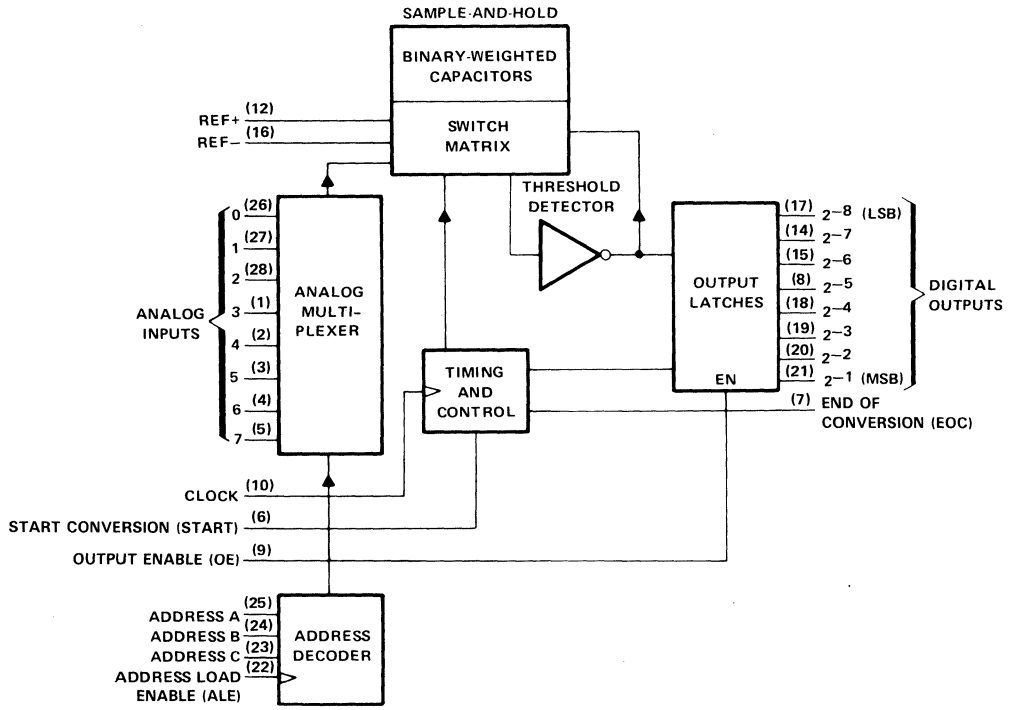 SAMPLE-AND-HOLD
BINARY-WEIGHTED
CAPACITORS
SWITCH
MATRIX
REF+ (12)
REF− (16)
THRESHOLD
DETECTOR
ANALOG
INPUTS
0 (26)
1 (27)
2 (28)
3 (1)
4 (2)
5 (3)
6 (4)
7 (5)
ANALOG
MULTI-
PLEXER
TIMING
AND
CONTROL
OUTPUT
LATCHES
EN
(17) 2−8 (LSB)
(14) 2−7
(15) 2−6
(8) 2−5
(18) 2−4
(19) 2−3
(20) 2−2
(21) 2−1 (MSB)
DIGITAL
OUTPUTS
(7) END OF
CONVERSION (EOC)
CLOCK (10)
START CONVERSION (START) (6)
OUTPUT ENABLE (OE) (9)
ADDRESS A (25)
ADDRESS B (24)
ADDRESS C (23)
ADDRESS LOAD (22)
ENABLE (ALE)
ADDRESS
DECODER